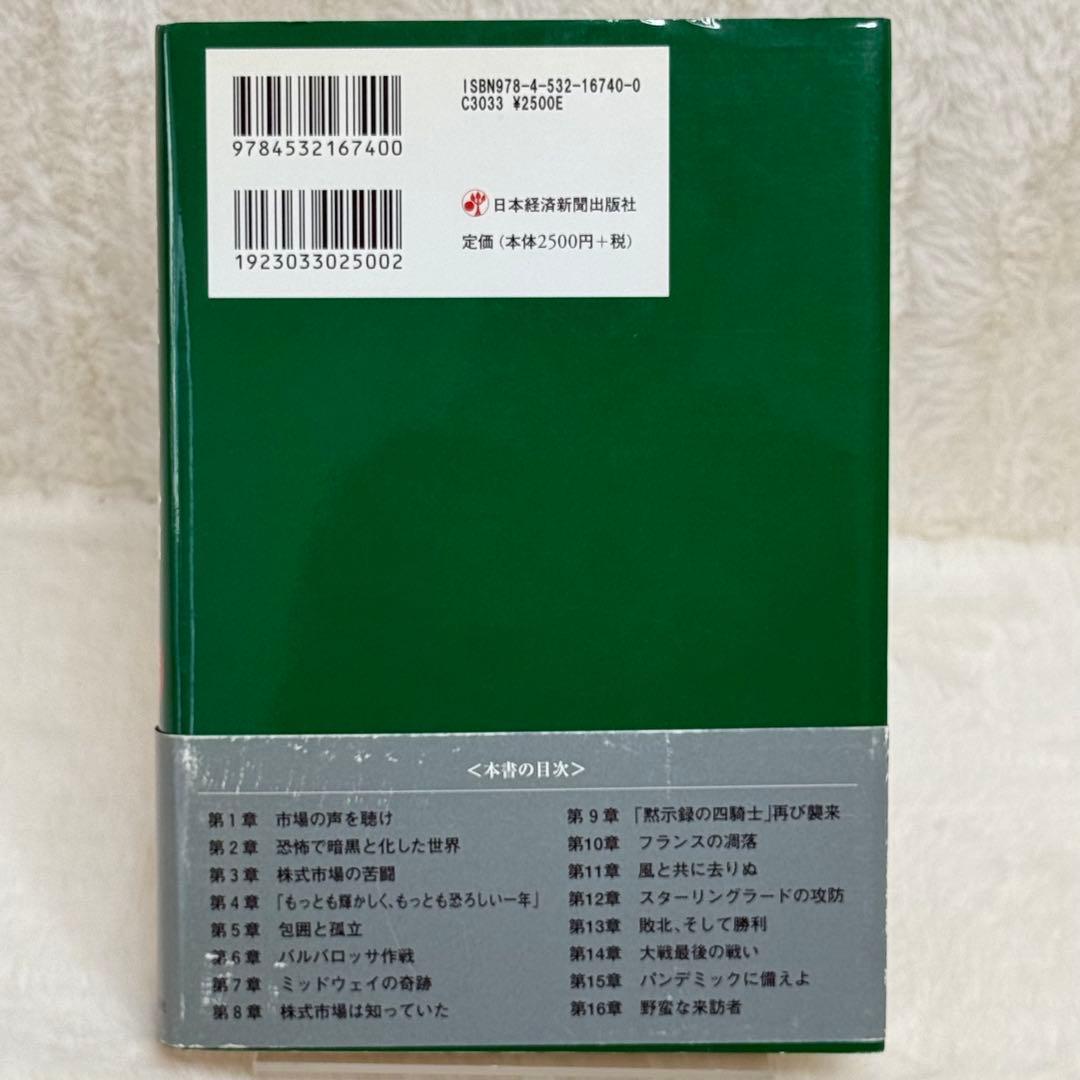 ISBN978-4-532-16740-0
C3033 ¥2500E
9784532167400
日本経済新聞出版社
定価(本体2500円+税)
1923033025002
<本書の目次>
第1章 市場の声を聴け
第2章 恐怖で暗黒と化した世界
第3章 株式市場の苦闘
第4章 「もっとも輝かしく、もっとも恐ろしい一年」
第5章 包囲と孤立
第6章 バルバロッサ作戦
第7章 ミッドウェイの奇跡
第8章 株式市場は知っていた
第9章 「黙示録の四騎士」再び襲来
第10章 フランスの凋落
第11章 風と共に去りぬ
第12章 スターリングラードの攻防
第13章 敗北、そして勝利
第14章 大戦最後の戦い
第15章 パンデミックに備えよ
第16章 野蛮な来訪者